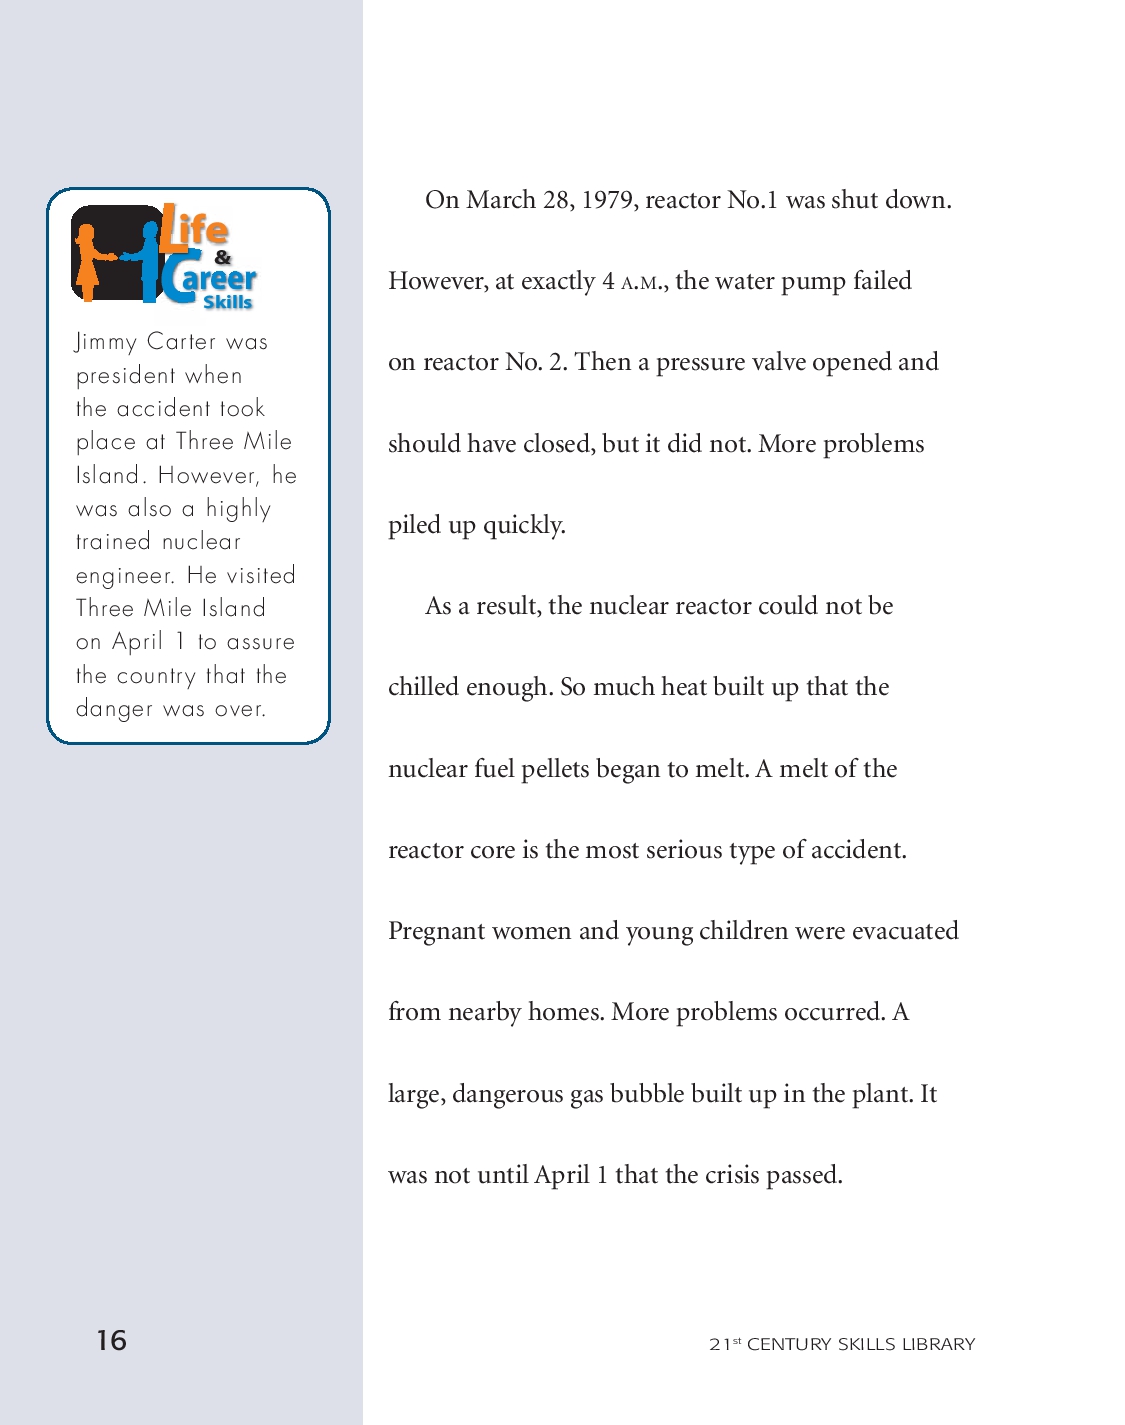 Life
&
Career
Skills
Jimmy Carter was
president when
the accident took
place at Three Mile
Island. However, he
was also a highly
trained nuclear
engineer. He visited
Three Mile Island
on April 1 to assure
the country that the
danger was over.
On March 28, 1979, reactor No.1 was shut down.
However, at exactly 4 A.M., the water pump failed
on reactor No. 2. Then a pressure valve opened and
should have closed, but it did not. More problems
piled up quickly.
As a result, the nuclear reactor could not be
chilled enough. So much heat built up that the
nuclear fuel pellets began to melt. A melt of the
reactor core is the most serious type of accident.
Pregnant women and young children were evacuated
from nearby homes. More problems occurred. A
large, dangerous gas bubble built up in the plant. It
was not until April 1 that the crisis passed.
16
21st CENTURY SKILLS LIBRARY